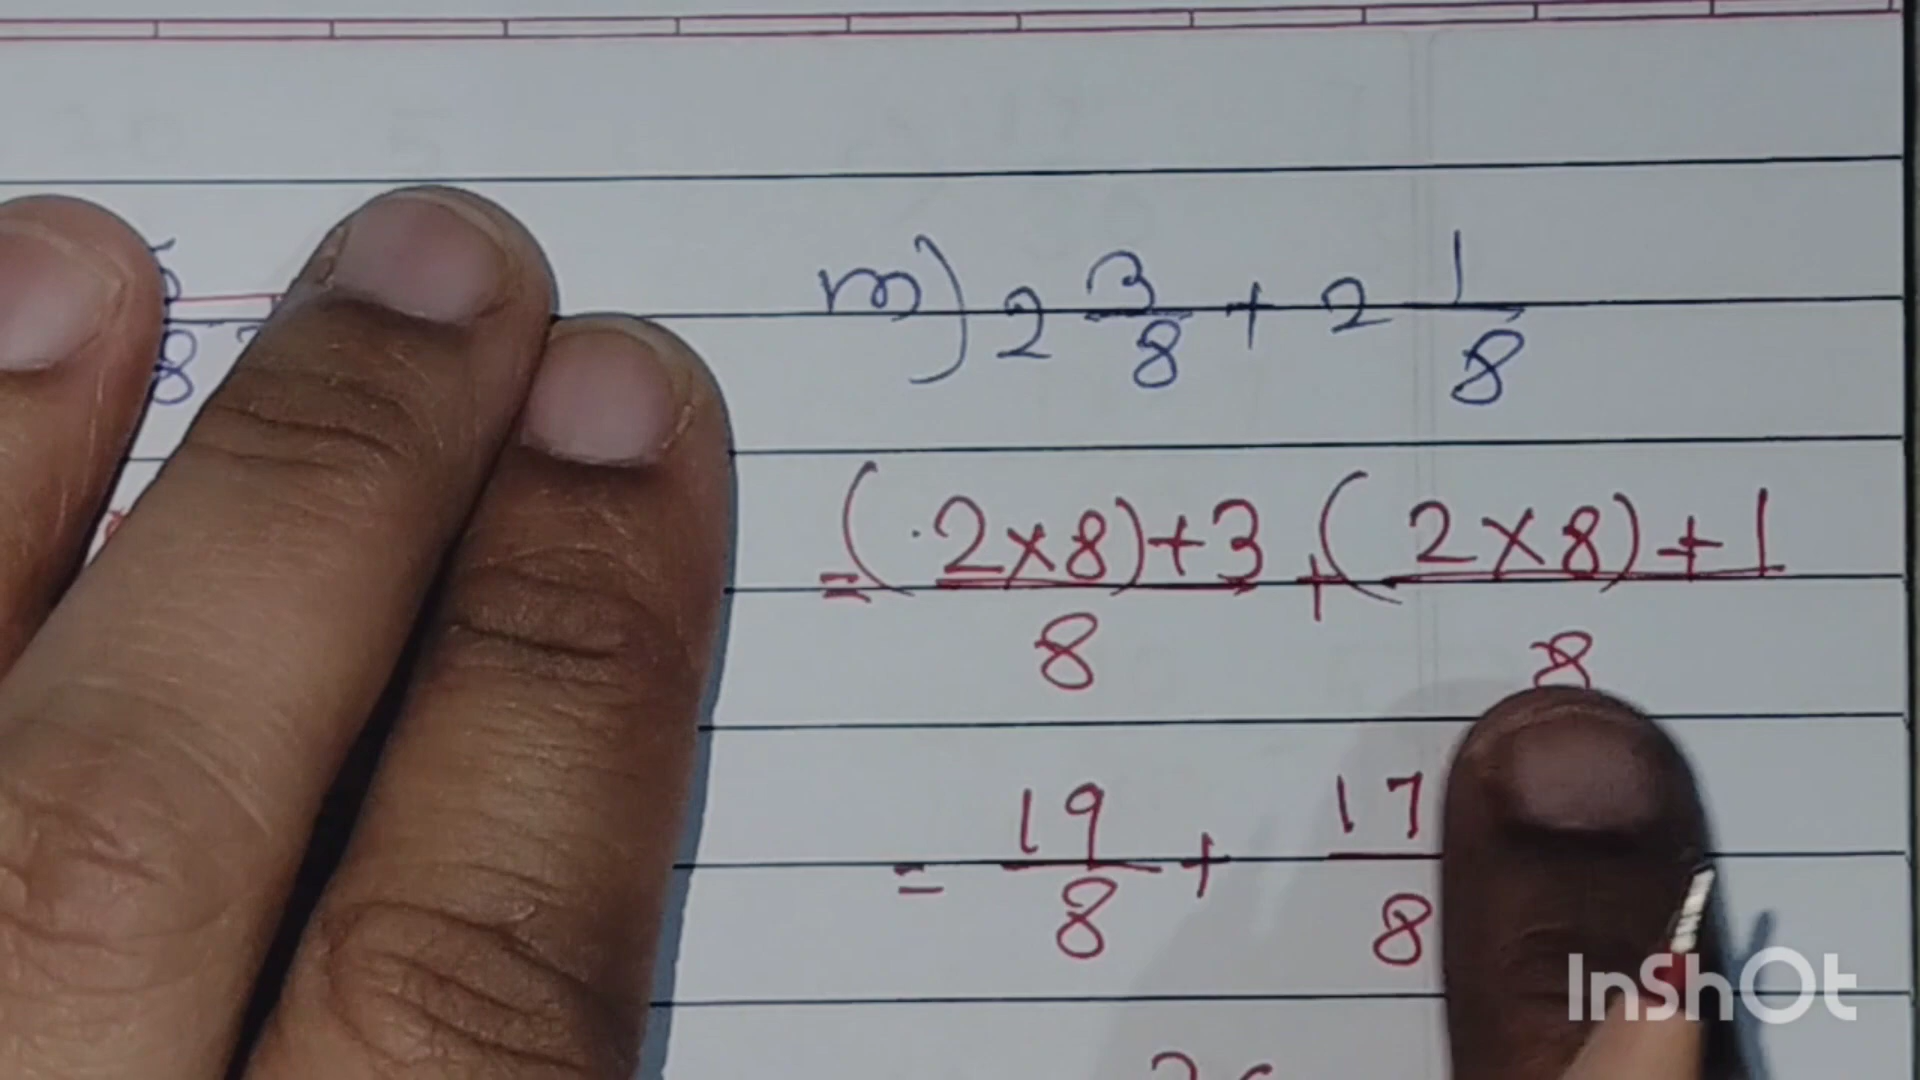 m) 2 3/8 + 2 1/8
= (2×8)+3/8 + (2×8)+1/8
= 19/8 + 17/8
InShOt